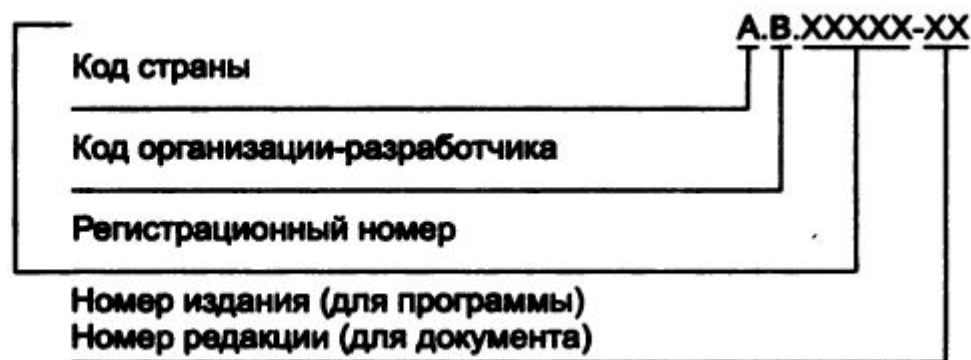 A.B.XXXXX-XX
Код страны
Код организации-разработчика
Регистрационный номер
Номер издания (для программы)
Номер редакции (для документа)